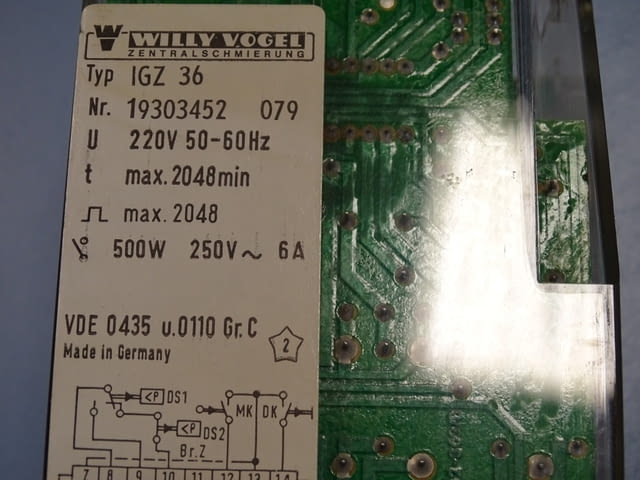 WILLY VOGEL
ZENTRALSCHMIERUNG
Typ IGZ 36
Nr. 19303452 079
U 220V 50-60Hz
t max. 2048min
max. 2048
500W 250V~ 6A
VDE 0435 u.0110 Gr.C
2
Made in Germany
<P DS1
MK DK
<P DS2
Br.Z
7 8 9 10 11 12 13 14